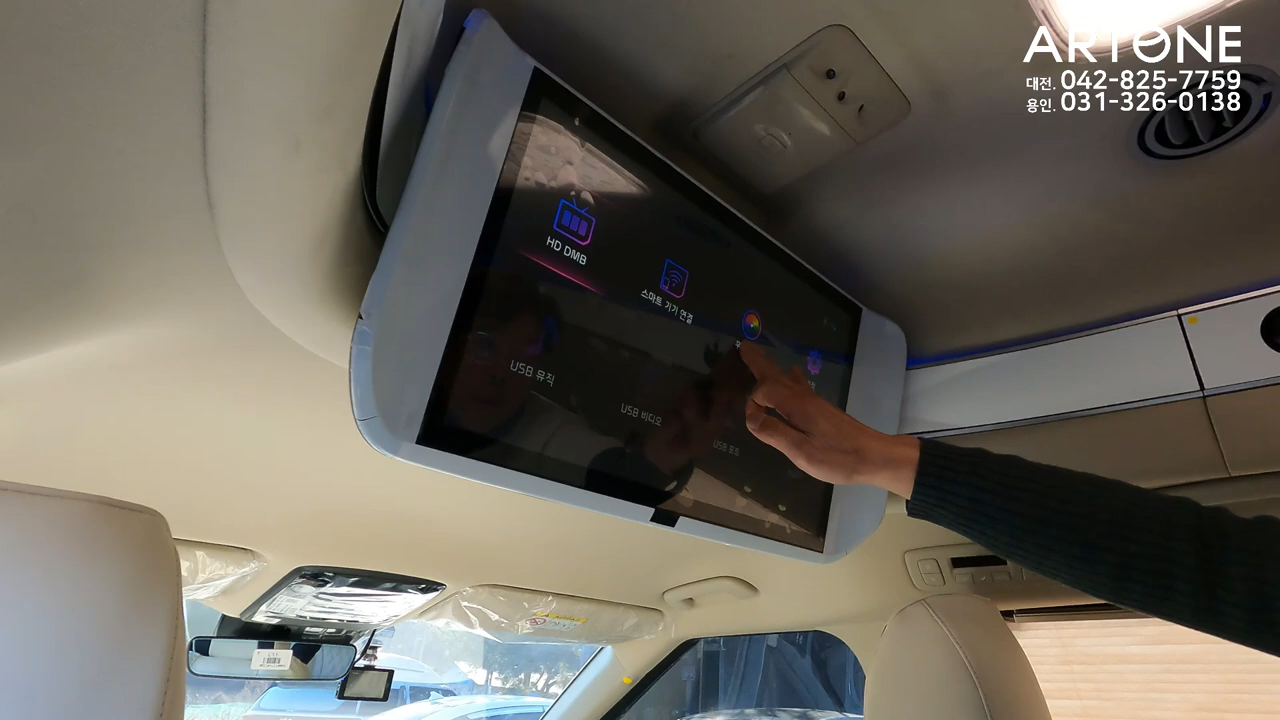 ARTONE
대전. 042-825-7759
용인. 031-326-0138
HD DMB
스마트 기기 연결
USB 뮤직
USB 비디오
USB 포토